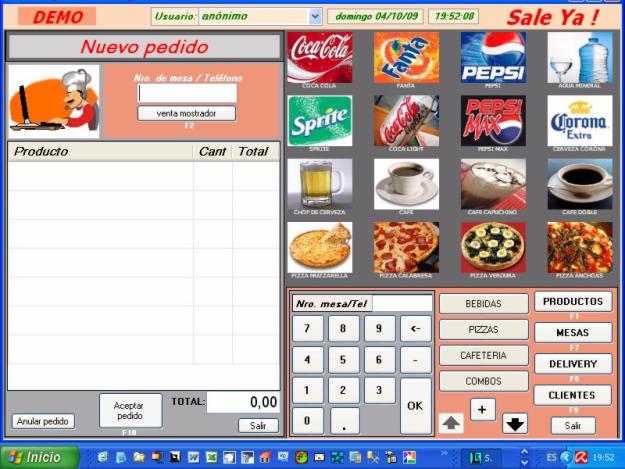 DEMO
Usuario: anónimo
domingo 04/10/09
19:52:08
Sale Ya !
Nuevo pedido
Nro. de mesa / Teléfono
venta mostrador
F2
Producto Cant Total
Coca-Cola
COCA COLA
Fanta
FANTA
PEPSI
PEPSI
AGUA MINERAL
Sprite
SPRITE
COCA LIGHT
PEPSI MAX
PEPSI MAX
Corona Extra
CERVEZA CORONA
CHOP DE CERVEZA
CAFE
CAFE CAPUCHINO
CAFE DOBLE
PIZZA MUZZARELLA
PIZZA CALABRESA
PIZZA VERDURA
PIZZA ANCHOAS
Nro. mesa/Tel
7 8 9 <-
4 5 6 -
1 2 3 OK
0 .
BEBIDAS
PIZZAS
CAFETERIA
COMBOS
+
PRODUCTOS
F1
MESAS
F7
DELIVERY
F8
CLIENTES
F9
Salir
Anular pedido
Aceptar pedido
F10
TOTAL: 0,00
Salir
Inicio
S.
ES
19:52